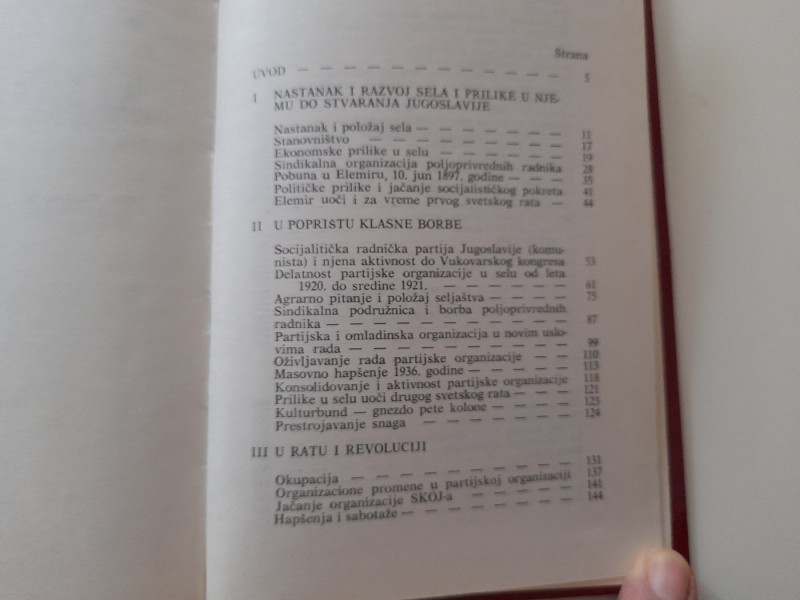 Strana
UVOD — — — — — — — — — — — — 5
I NASTANAK I RAZVOJ SELA I PRILIKE U NJE-
MU DO STVARANJA JUGOSLAVIJE
Nastanak i položaj sela — — — — — — — 11
Stanovništvo — — — — — — — — — 17
Ekonomske prilike u selu — — — — — — 19
Sindikalna organizacija poljoprivrednih radnika 28
Pobuna u Elemiru, 10. jun 1897. godine — — — 35
Političke prilike i jačanje socijalističkog pokreta 41
Elemir uoči i za vreme prvog svetskog rata — — 44
II U POPRISTU KLASNE BORBE
Socijalitička radnička partija Jugoslavije (komu-
nista) i njena aktivnost do Vukovarskog kongresa 53
Delatnost partijske organizacije u selu od leta
1920. do sredine 1921. — — — — — — — 61
Agrarno pitanje i položaj seljaštva — — — — 75
Sindikalna podružnica i borba poljoprivrednih
radnika — — — — — — — — — — 87
Partijska i omladinska organizacija u novim uslo-
vima rada — — — — — — — — — 99
Oživljavanje rada partijske organizacije — — 110
Masovno hapšenje 1936. godine — — — — — 113
Konsolidovanje i aktivnost partijske organizacije 118
Prilike u selu uoči drugog svetskog rata — — — 121
Kulturbund — gnezdo pete kolone — — — — 123
Prestrojavanje snaga — — — — — — — 124
III U RATU I REVOLUCIJI
Okupacija — — — — — — — — — — 131
Organizacione promene u partijskoj organizaciji 137
Jačanje organizacije SKOJ-a — — — — — 141
Hapšenja i sabotaže — — — — — — — — 144